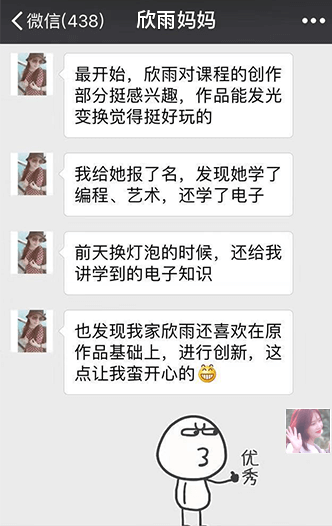 微信(438)
欣雨妈妈
最开始，欣雨对课程的创作
部分挺感兴趣，作品能发光
变换觉得挺好玩的
我给她报了名，发现她学了
编程、艺术，还学了电子
前天换灯泡的时候，还给我
讲学到的电子知识
也发现我家欣雨还喜欢在原
作品基础上，进行创新，这
点让我蛮开心的😁
优秀